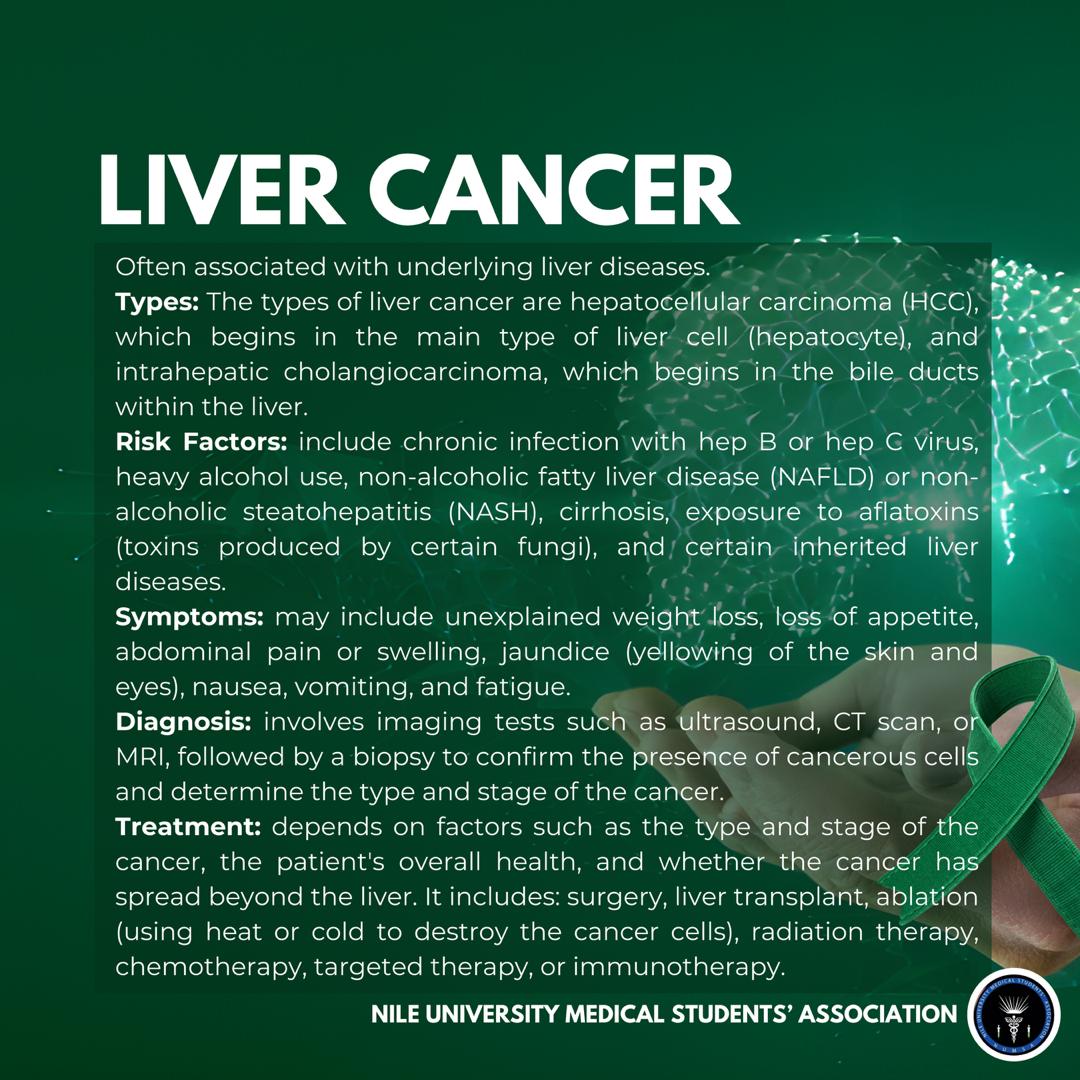 LIVER CANCER
Often associated with underlying liver diseases.
Types: The types of liver cancer are hepatocellular carcinoma (HCC),
which begins in the main type of liver cell (hepatocyte), and
intrahepatic cholangiocarcinoma, which begins in the bile ducts
within the liver.
Risk Factors: include chronic infection with hep B or hep C virus,
heavy alcohol use, non-alcoholic fatty liver disease (NAFLD) or non-
alcoholic steatohepatitis (NASH), cirrhosis, exposure to aflatoxins
(toxins produced by certain fungi), and certain inherited liver
diseases.
Symptoms: may include unexplained weight loss, loss of appetite,
abdominal pain or swelling, jaundice (yellowing of the skin and
eyes), nausea, vomiting, and fatigue.
Diagnosis: involves imaging tests such as ultrasound, CT scan, or
MRI, followed by a biopsy to confirm the presence of cancerous cells
and determine the type and stage of the cancer.
Treatment: depends on factors such as the type and stage of the
cancer, the patient's overall health, and whether the cancer has
spread beyond the liver. It includes: surgery, liver transplant, ablation
(using heat or cold to destroy the cancer cells), radiation therapy,
chemotherapy, targeted therapy, or immunotherapy.
NILE UNIVERSITY MEDICAL STUDENTS’ ASSOCIATION
NILE UNIVERSITY MEDICAL STUDENTS' ASSOCIATION
NUMSA